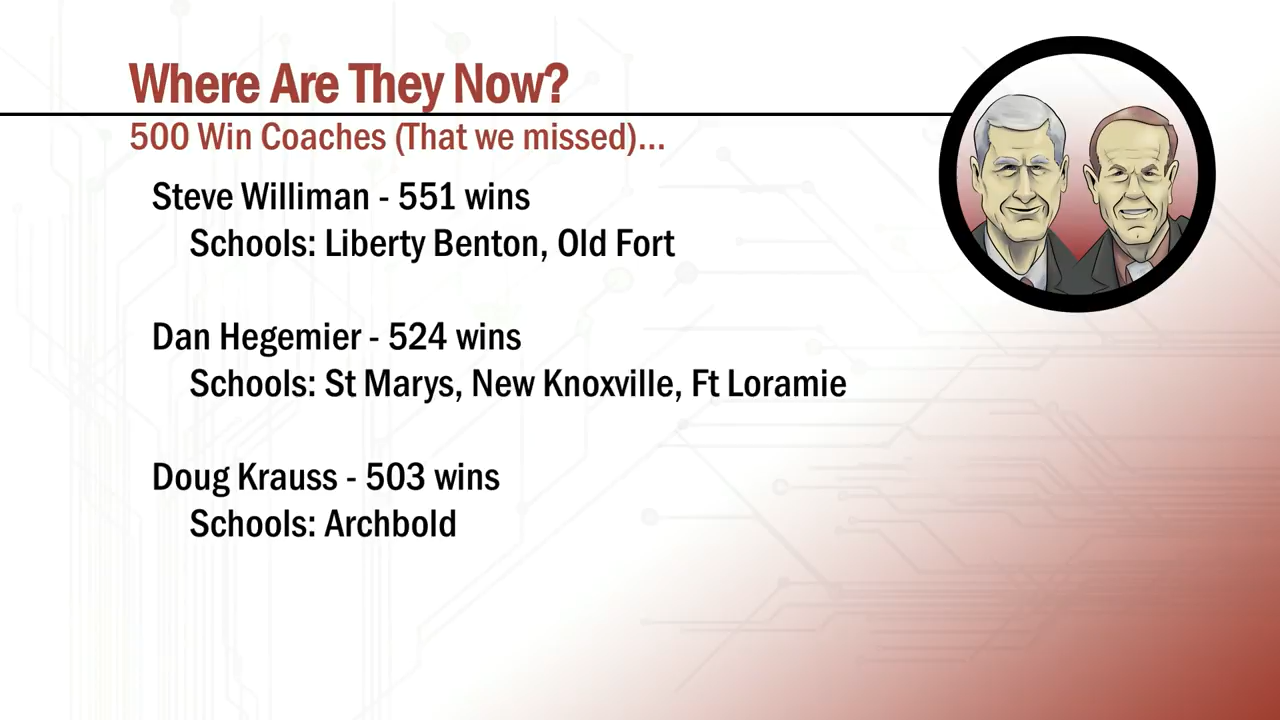 Where Are They Now?
500 Win Coaches (That we missed)...
Steve Williman - 551 wins
Schools: Liberty Benton, Old Fort
Dan Hegemier - 524 wins
Schools: St Marys, New Knoxville, Ft Loramie
Doug Krauss - 503 wins
Schools: Archbold